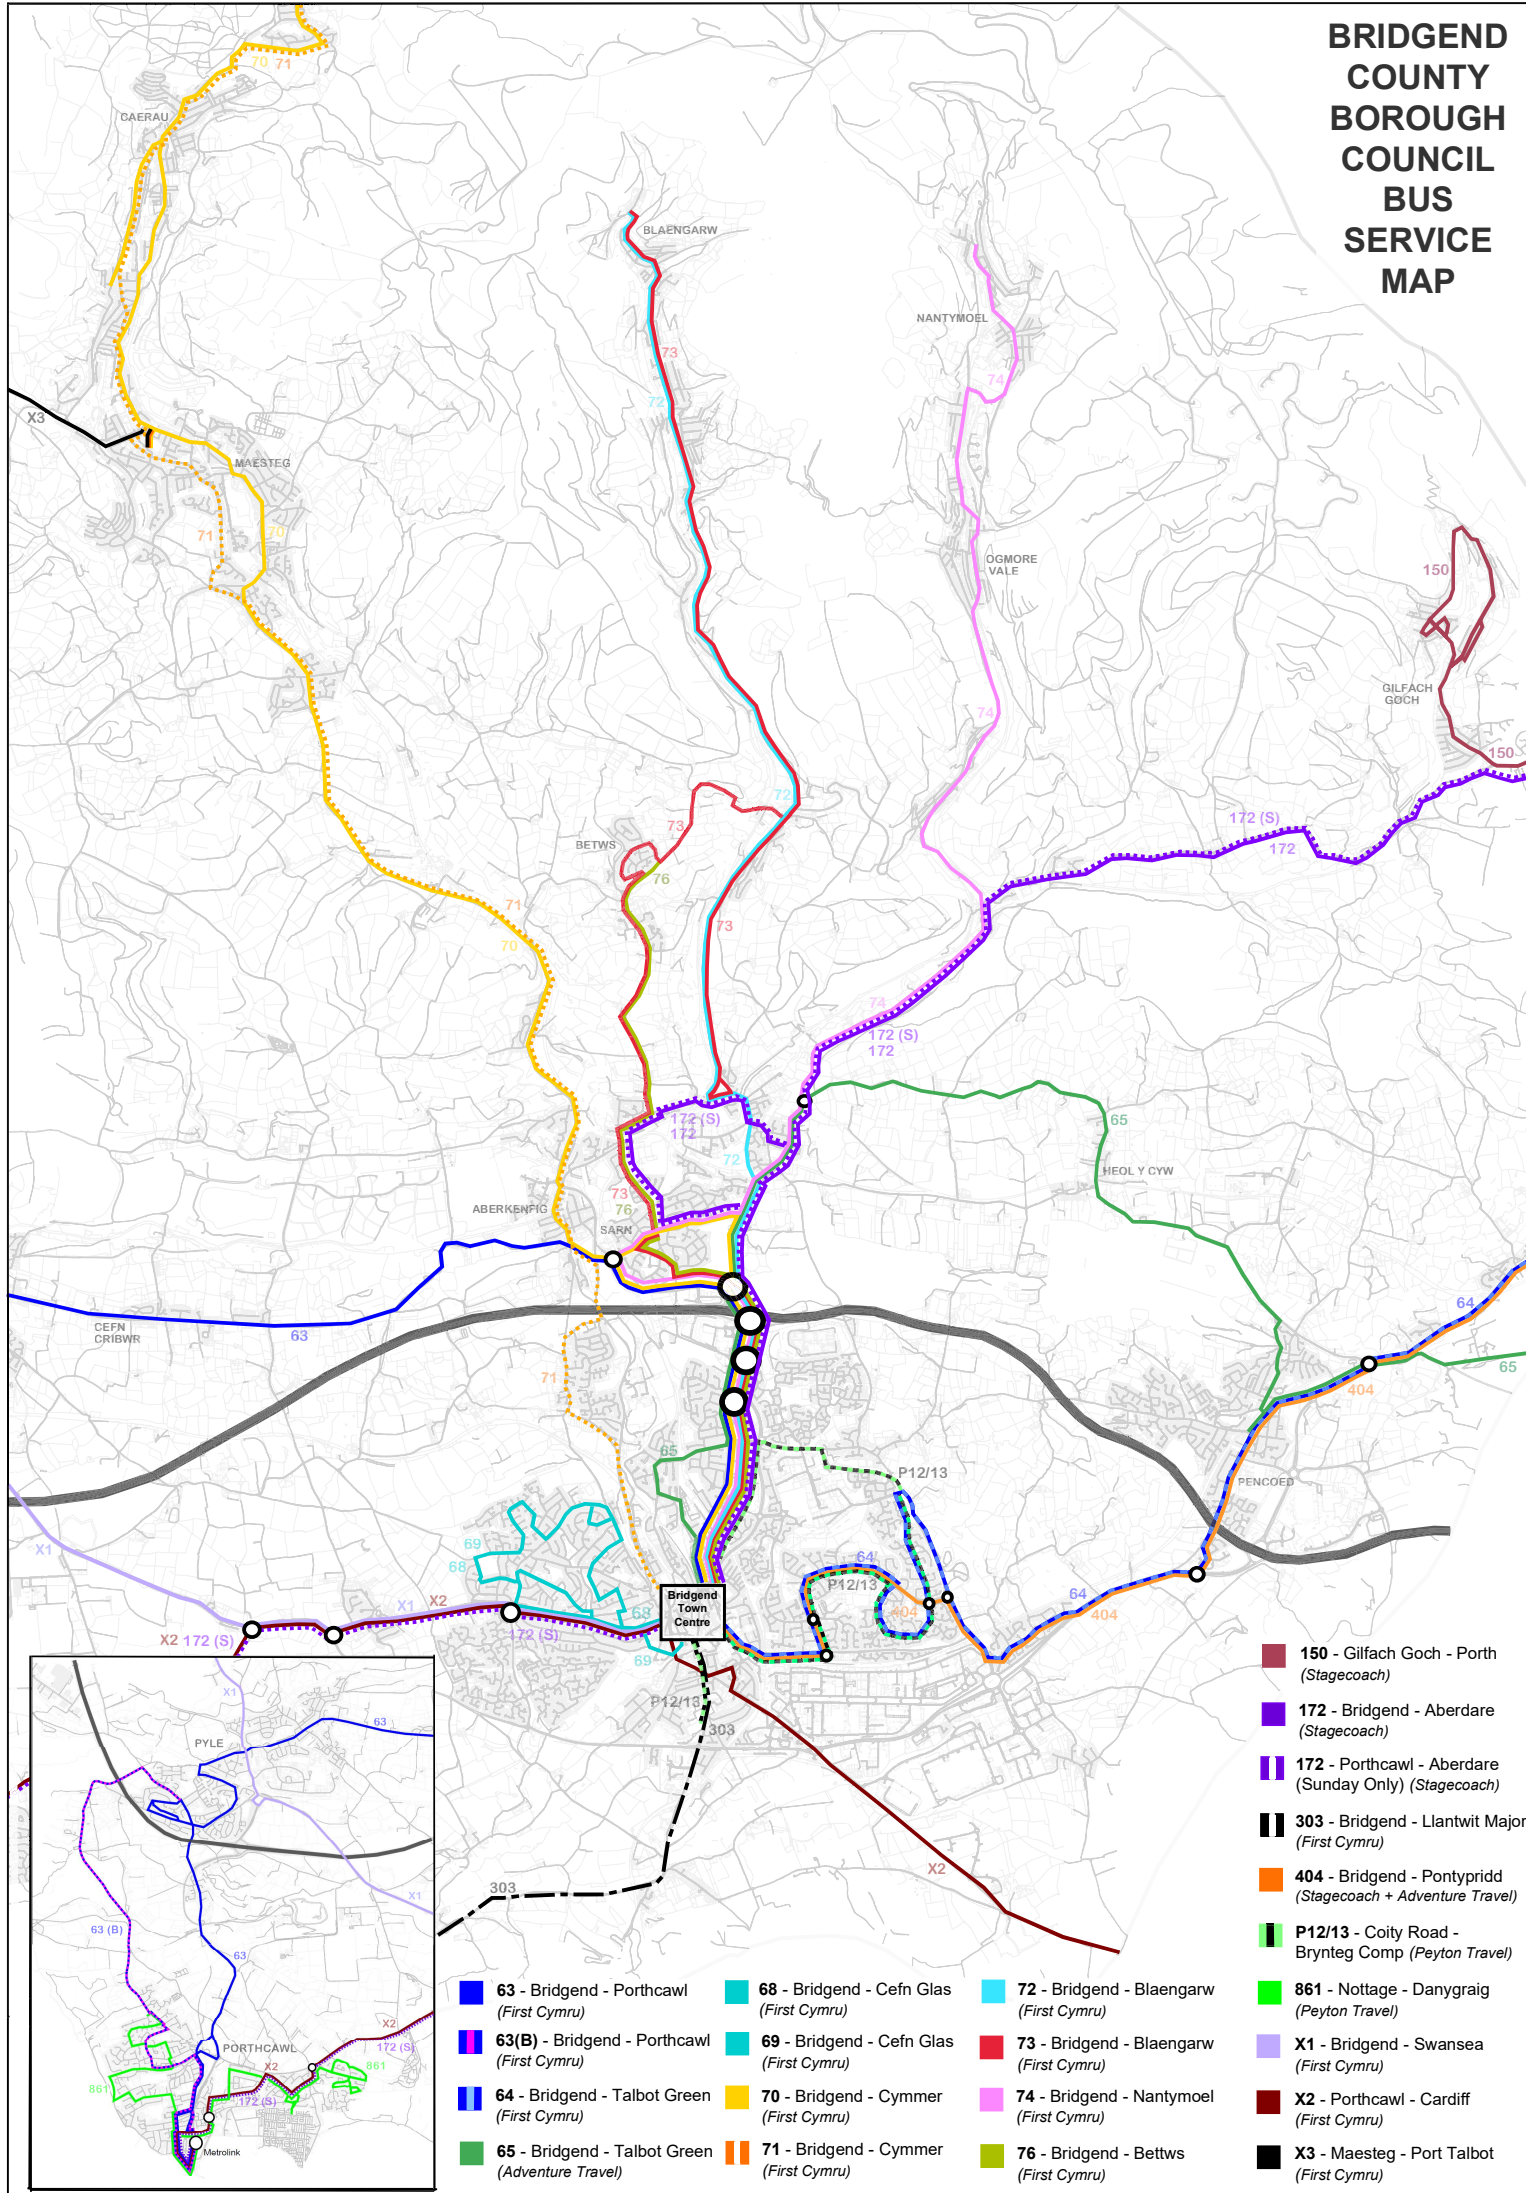 BRIDGEND
COUNTY
BOROUGH
COUNCIL
BUS
SERVICE
MAP
70 71
CAERAU
BLAENGARW
NANTYMOEL
73
72
74
X3
MAESTEG
71
70
OGMORE
VALE
150
GILFACH
GOCH
74
150
72
73
BETWS
76
172 (S)
172
71
70
73
74
172 (S)
172
65
172 (S)
172
72
HEOL Y CYW
73
76
ABERKENFIG
SARN
CEFN
CRIBWR
63
64
65
404
71
65
P12/13
PENCOED
X1
69
68
64
P12/13
404
64
404
Bridgend
Town
Centre
X1 X2
68
X2 172 (S)
172 (S)
69
P12/13
303
303
X2
X1
63
PYLE
X1
63 (B)
63
PORTHCAWL
X2
172 (S)
X2
861
861
172 (S)
Metrolink
63 - Bridgend - Porthcawl
(First Cymru)
63(B) - Bridgend - Porthcawl
(First Cymru)
64 - Bridgend - Talbot Green
(First Cymru)
65 - Bridgend - Talbot Green
(Adventure Travel)
68 - Bridgend - Cefn Glas
(First Cymru)
69 - Bridgend - Cefn Glas
(First Cymru)
70 - Bridgend - Cymmer
(First Cymru)
71 - Bridgend - Cymmer
(First Cymru)
72 - Bridgend - Blaengarw
(First Cymru)
73 - Bridgend - Blaengarw
(First Cymru)
74 - Bridgend - Nantymoel
(First Cymru)
76 - Bridgend - Bettws
(First Cymru)
150 - Gilfach Goch - Porth
(Stagecoach)
172 - Bridgend - Aberdare
(Stagecoach)
172 - Porthcawl - Aberdare
(Sunday Only) (Stagecoach)
303 - Bridgend - Llantwit Major
(First Cymru)
404 - Bridgend - Pontypridd
(Stagecoach + Adventure Travel)
P12/13 - Coity Road -
Brynteg Comp (Peyton Travel)
861 - Nottage - Danygraig
(Peyton Travel)
X1 - Bridgend - Swansea
(First Cymru)
X2 - Porthcawl - Cardiff
(First Cymru)
X3 - Maesteg - Port Talbot
(First Cymru)